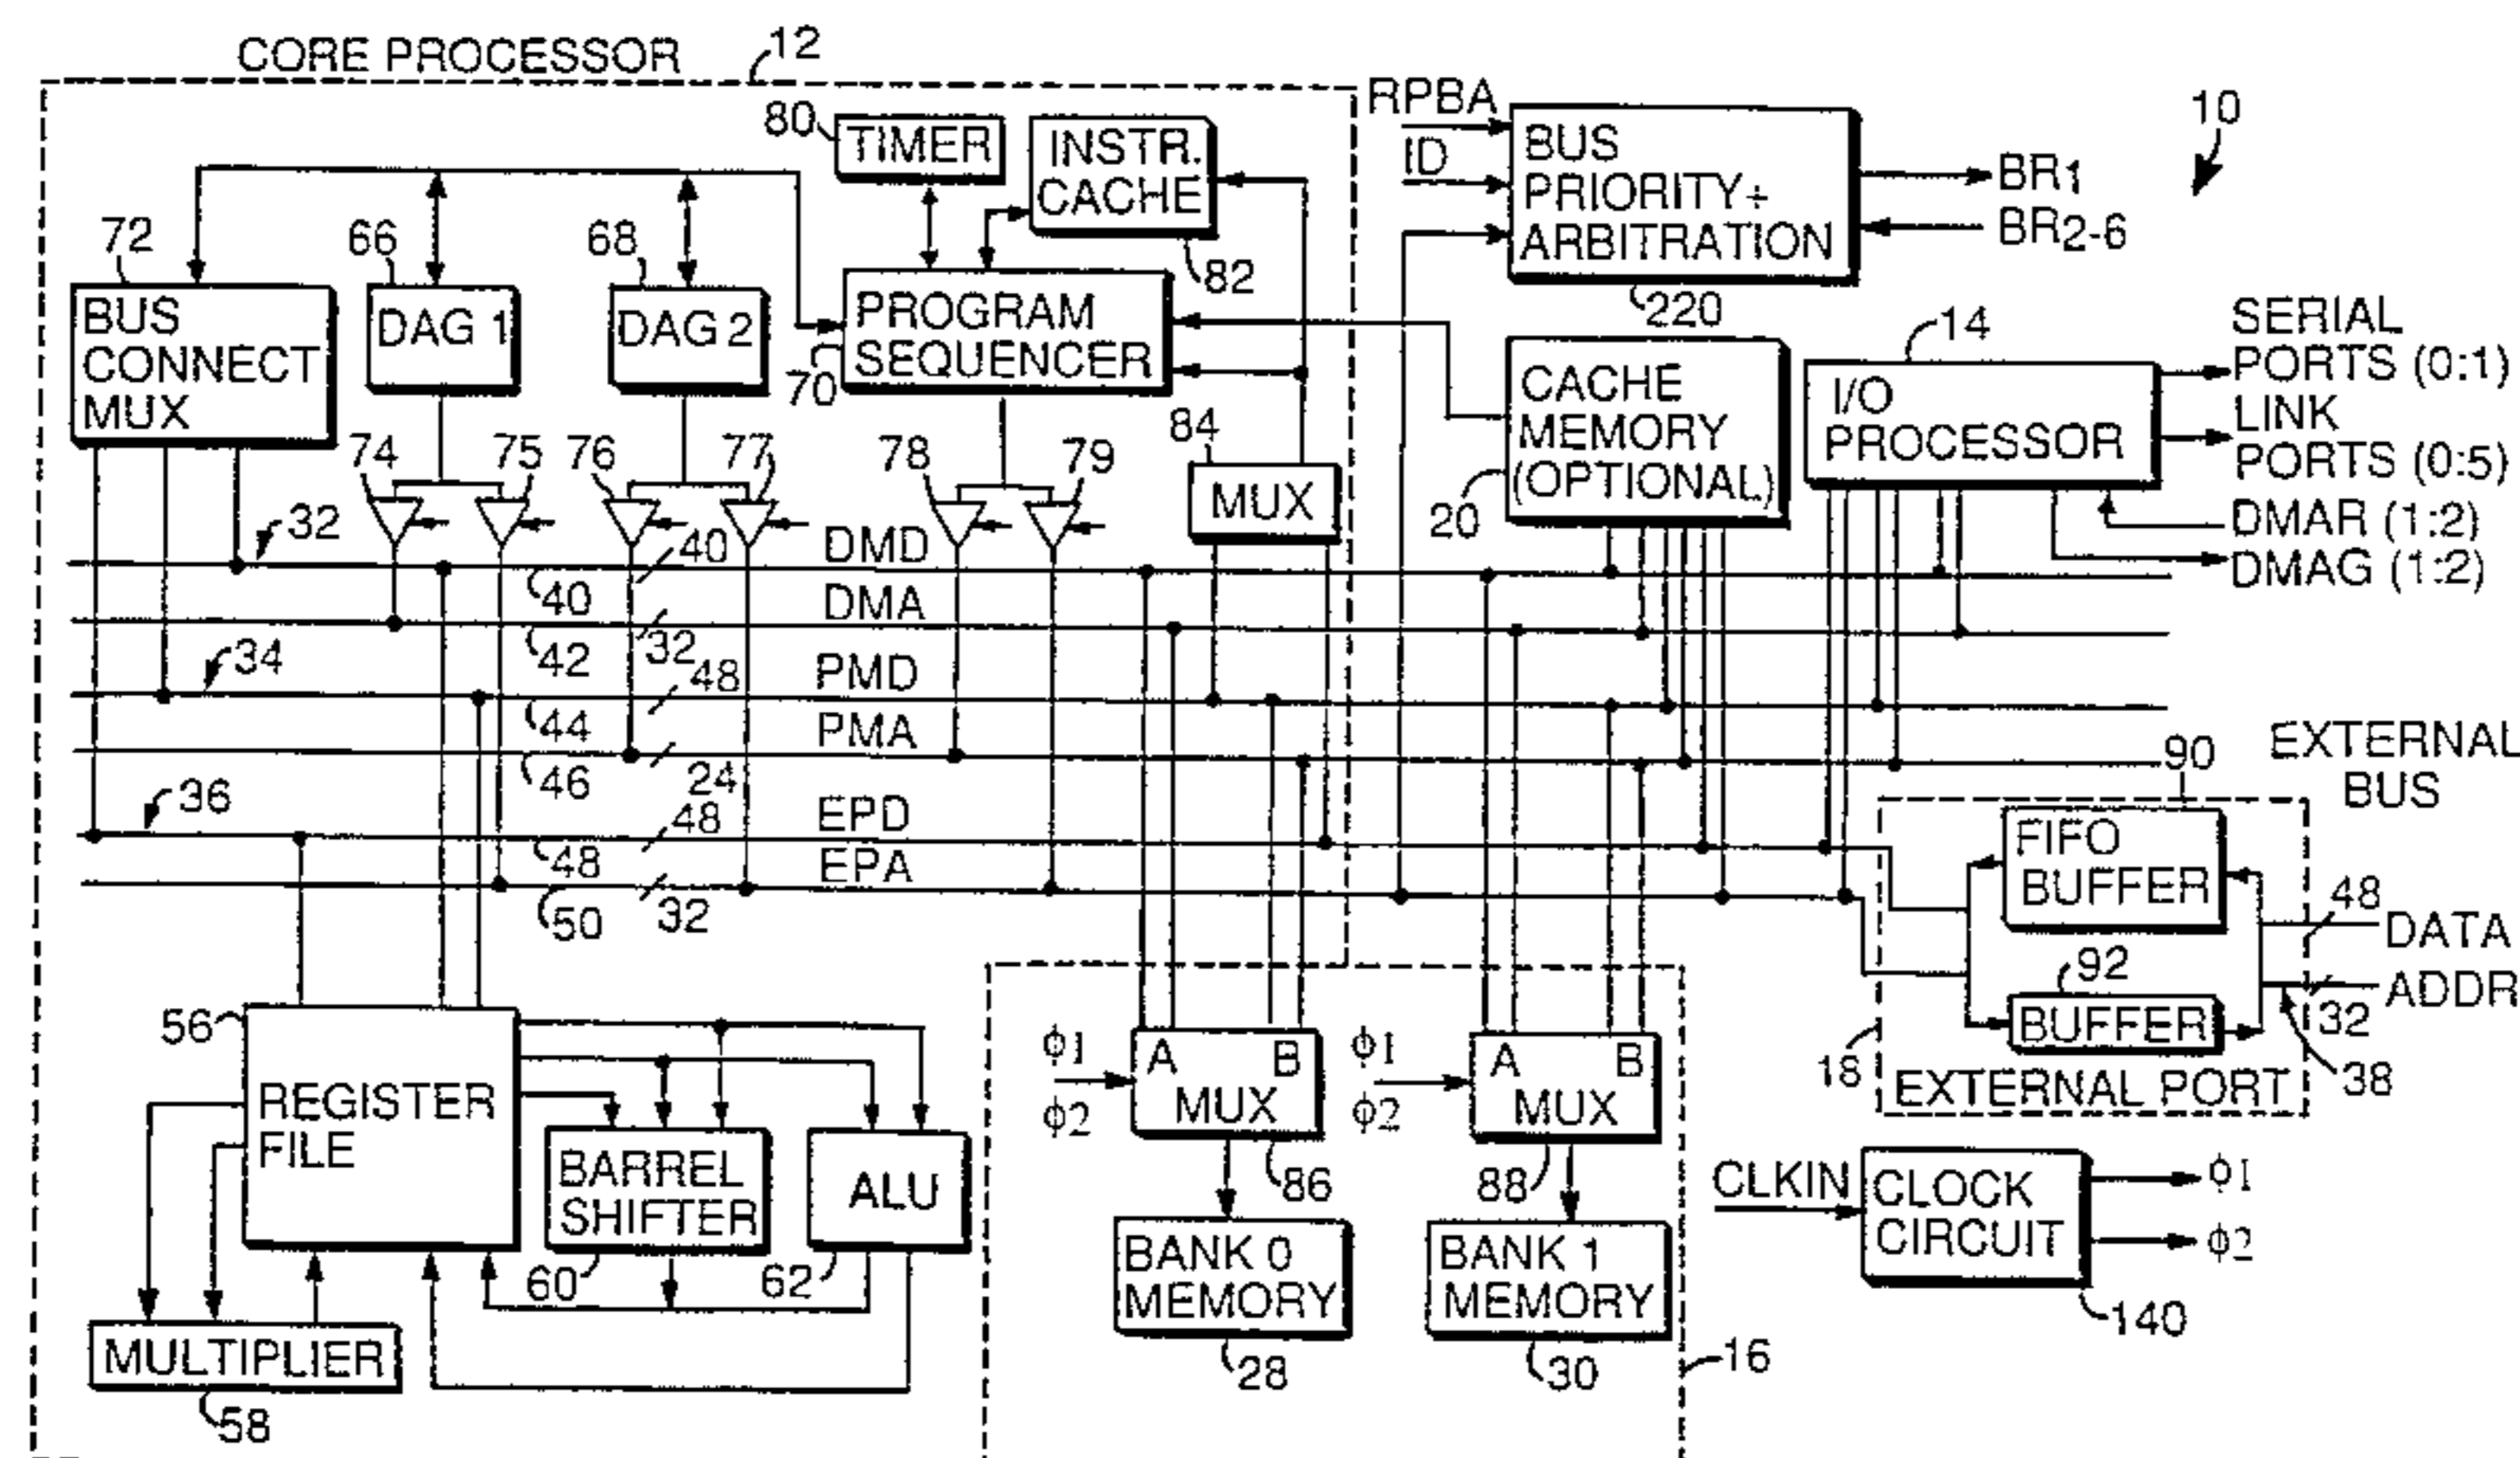 CORE PROCESSOR
12
RPBA
ID
BUS
PRIORITY+
ARBITRATION
220
BR1
BR2-6
10
80
TIMER
INSTR.
CACHE
82
72
BUS
CONNECT
MUX
66
DAG 1
68
DAG 2
PROGRAM
SEQUENCER
70
84
MUX
CACHE
MEMORY
(OPTIONAL)
20
14
I/O
PROCESSOR
SERIAL
PORTS (0:1)
LINK
PORTS (0:5)
DMAR (1:2)
DMAG (1:2)
74
75
76
77
78
79
32
40
40
DMD
42
32
DMA
34
44
48
PMD
46
24
PMA
36
48
48
EPD
50
32
EPA
EXTERNAL
BUS
90
FIFO
BUFFER
92
BUFFER
18
EXTERNAL PORT
48
DATA
ADDR
32
38
56
REGISTER
FILE
BARREL
SHIFTER
60
ALU
62
MULTIPLIER
58
ϕ1
ϕ2
A B
MUX
86
ϕ1
ϕ2
A B
MUX
88
BANK 0
MEMORY
28
BANK 1
MEMORY
30
16
CLKIN
CLOCK
CIRCUIT
140
ϕ1
ϕ2